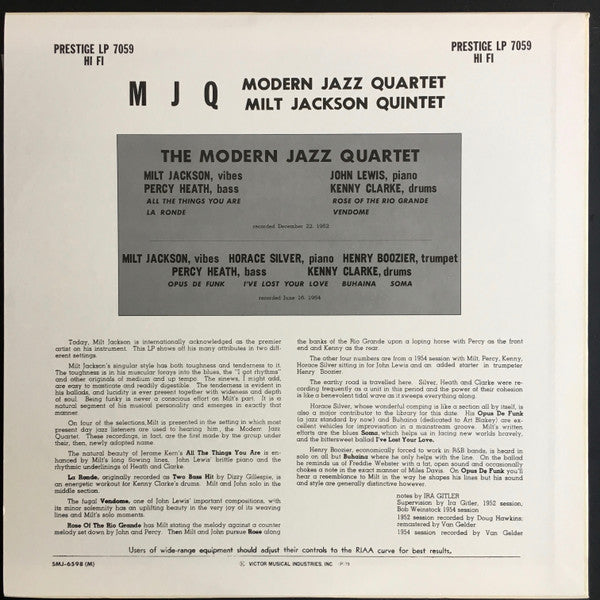 PRESTIGE LP 7059
HI FI
PRESTIGE LP 7059
HI FI
M J Q
MODERN JAZZ QUARTET
MILT JACKSON QUINTET
THE MODERN JAZZ QUARTET
MILT JACKSON, vibes
JOHN LEWIS, piano
PERCY HEATH, bass
KENNY CLARKE, drums
ALL THE THINGS YOU ARE
ROSE OF THE RIO GRANDE
LA RONDE
VENDOME
recorded December 22, 1952
MILT JACKSON, vibes HORACE SILVER, piano HENRY BOOZIER, trumpet
PERCY HEATH, bass KENNY CLARKE, drums
OPUS DE FUNK I'VE LOST YOUR LOVE BUHAINA SOMA
recorded June 16, 1954
Today, Milt Jackson is internationally acknowledged as the premier
artist on his instrument. This LP shows off his many attributes in two diff-
erent settings.
Milt Jackson's singular style has both toughness and tenderness to it.
The toughness is in his muscular forays into the blues, the "I got rhythms"
and other originals of medium and up tempo. The sinews, I might add,
are easy to masticate and readily digestible. The tenderness is evident in
his ballads, and lucidity is ever present together with wideness and depth
of soul. Being funky is never a conscious effort on Milt's part. It is a
natural segment of his musical personality and emerges in exactly that
manner.
On four of the selections, Milt is presented in the setting in which most
present day jazz listeners are used to hearing him, the Modern Jazz
Quartet. These recordings, in fact, are the first made by the group under
their, then, newly adopted name.
The natural beauty of Jerome Kern's All The Things You Are is en-
hanced by Milt's long flowing lines, John Lewis' brittle piano and the
rhythmic underlinings of Heath and Clarke.
La Ronde, originally recorded as Two Bass Hit by Dizzy Gillespie, is
an energetic workout for Kenny Clarke's drums. Milt and John solo in the
middle section.
The fugal Vendome, one of John Lewis' important compositions, with
its minor solemnity has an uplifting beauty in the very joy of its weaving
lines and Milt's solo moments.
Rose Of The Rio Grande has Milt stating the melody against a counter
melody set down by John and Percy. Then Milt and John pursue Rose along
the banks of the Rio Grande upon a loping horse with Percy as the front
end and Kenny as the rear.
The other four numbers are from a 1954 session with Milt, Percy, Kenny,
Horace Silver sitting in for John Lewis and an added starter in trumpeter
Henry Boozier.
The earthy road is travelled here. Silver, Heath and Clarke were re-
cording frequently as a unit in this period and the power of their cohesion
is like a benevolent tidal wave as it sweeps everything along.
Horace Silver, whose wonderful comping is like a section all by itself, is
also a major contributor to the library for this date. His Opus De Funk
(a jazz standard by now) and Buhaina (dedicated to Art Blakey) are ex-
cellent vehicles for improvisation in a mainstream groove. Milt's written
efforts are the blues Soma, which helps us in facing new worlds bravely,
and the bittersweet ballad I've Lost Your Love.
Henry Boozier, economically forced to work in R&B bands, is heard in
solo on all but Buhaina where he only helps with the line. On the ballad
he reminds us of Freddie Webster with a fat, open sound and occasionally
chokes a note in the exact manner of Miles Davis. On Opus De Funk you'll
hear a resemblance to Milt in the way he shapes his lines but his sound
and style are generally distinctive however.
notes by IRA GITLER
Supervision by Ira Gitler, 1952 session,
Bob Weinstock 1954 session
1952 session recorded by Doug Hawkins;
remastered by Van Gelder
1954 session recorded by Van Gelder
Users of wide-range equipment should adjust their controls to the RIAA curve for best results.
SMJ-6598 (M)
Ⓒ VICTOR MUSICAL INDUSTRIES, INC.